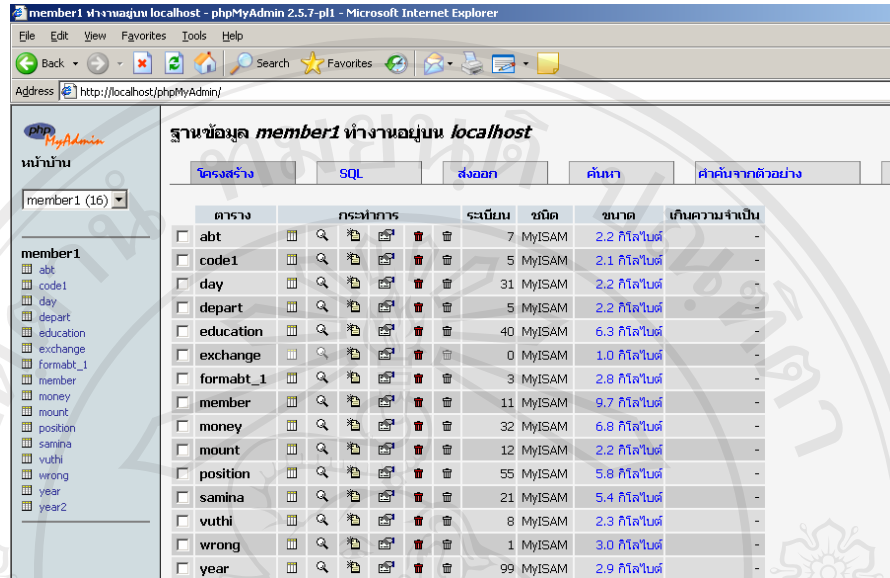 member1 ทำงานอยู่บน localhost - phpMyAdmin 2.5.7-pl1 - Microsoft Internet Explorer
File Edit View Favorites Tools Help
Back Search Favorites
Address http://localhost/phpMyAdmin/
php MyAdmin
หน้าบ้าน
member1 (16)
member1
abt
code1
day
depart
education
exchange
formabt_1
member
money
mount
position
samina
vuthi
wrong
year
year2
ฐานข้อมูล member1 ทำงานอยู่บน localhost
โครงสร้าง SQL ส่งออก ค้นหา คำค้นจากตัวอย่าง
ตาราง กระทำการ ระเบียน ชนิด ขนาด เกินความจำเป็น
abt 7 MyISAM 2.2 กิโลไบต์ -
code1 5 MyISAM 2.1 กิโลไบต์ -
day 31 MyISAM 2.2 กิโลไบต์ -
depart 5 MyISAM 2.2 กิโลไบต์ -
education 40 MyISAM 6.3 กิโลไบต์ -
exchange 0 MyISAM 1.0 กิโลไบต์ -
formabt_1 3 MyISAM 2.8 กิโลไบต์ -
member 11 MyISAM 9.7 กิโลไบต์ -
money 32 MyISAM 6.8 กิโลไบต์ -
mount 12 MyISAM 2.2 กิโลไบต์ -
position 55 MyISAM 5.8 กิโลไบต์ -
samina 21 MyISAM 5.4 กิโลไบต์ -
vuthi 8 MyISAM 2.3 กิโลไบต์ -
wrong 1 MyISAM 3.0 กิโลไบต์ -
year 99 MyISAM 2.9 กิโลไบต์ -